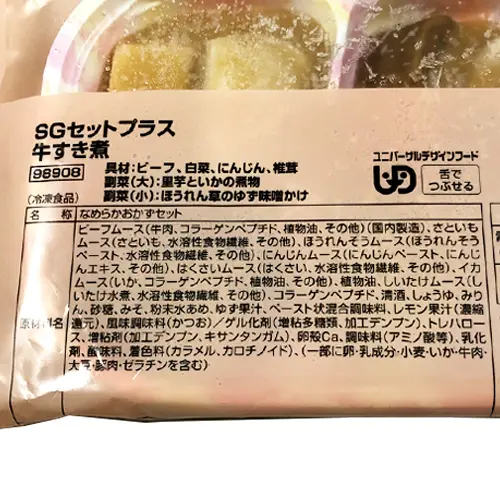 SGセットプラス
牛すき煮
98908
(冷凍食品)
具材:ビーフ、白菜、にんじん、椎茸
副菜(大):里芋といかの煮物
副菜(小):ほうれん草のゆず味噌かけ
ユニバーサルデザインフード
舌で
つぶせる
名 称 なめらかおかずセット
原材料名
ビーフムース(牛肉、コラーゲンペプチド、植物油、その他)(国内製造)、さといも
ムース(さといも、水溶性食物繊維、その他)、ほうれんそうムース(ほうれんそう
ペースト、水溶性食物繊維、その他)、にんじんムース(にんじんペースト、にんじ
んエキス、その他)、はくさいムース(はくさい、水溶性食物繊維、その他)、イカ
ムース(いか、コラーゲンペプチド、植物油、その他)、植物油、しいたけムース(し
いたけ水煮、水溶性食物繊維、その他)、コラーゲンペプチド、清酒、しょうゆ、みり
ん、砂糖、みそ、粉末水あめ、ゆず果汁、ペースト状混合調味料、レモン果汁(濃縮
還元)、風味調味料(かつお)/ゲル化剤(増粘多糖類、加工デンプン)、トレハロー
ス、増粘剤(加工デンプン、キサンタンガム)、卵殻Ca、調味料(アミノ酸等)、乳化
剤、酸味料、着色料(カラメル、カロチノイド)、(一部に卵・乳成分・小麦・いか・牛肉・
大豆・豚肉・ゼラチンを含む)